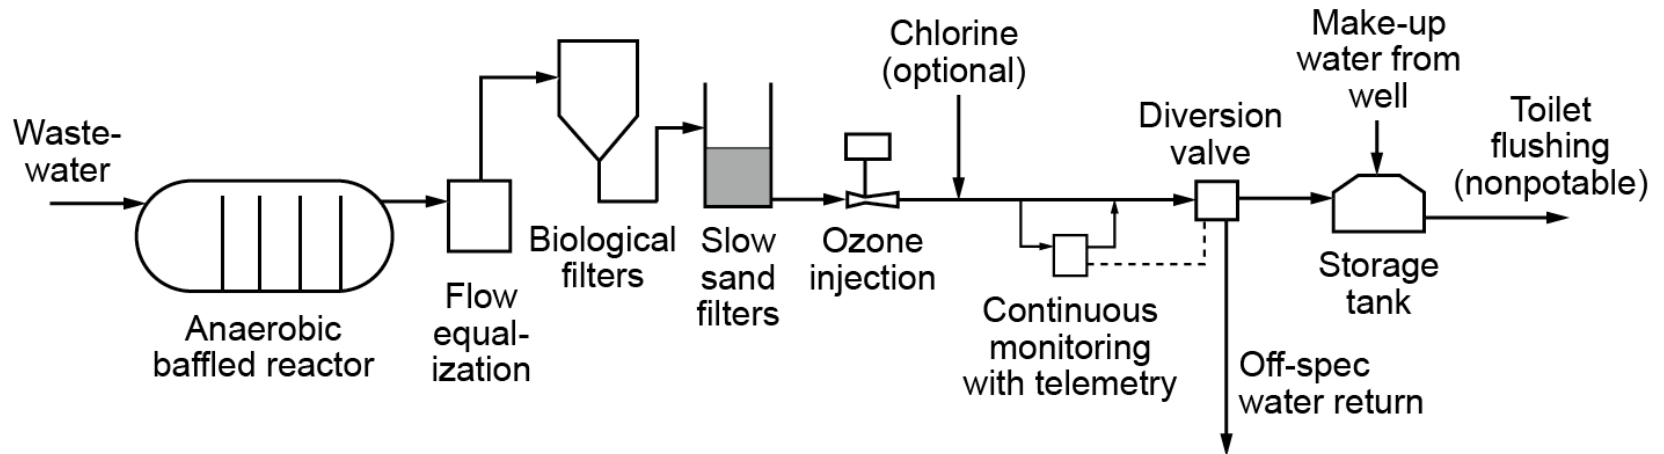 Waste-
water
Anaerobic
baffled reactor
Flow
equal-
ization
Biological
filters
Slow
sand
filters
Ozone
injection
Chlorine
(optional)
Continuous
monitoring
with telemetry
Diversion
valve
Off-spec
water return
Make-up
water from
well
Storage
tank
Toilet
flushing
(nonpotable)